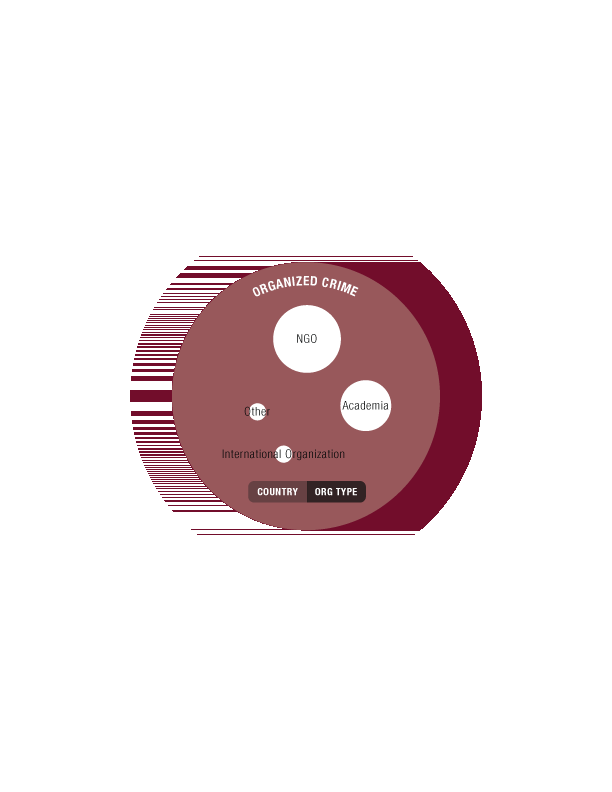 ORGANIZED CRIME
NGO
Academia
Other
International Organization
COUNTRY ORG TYPE